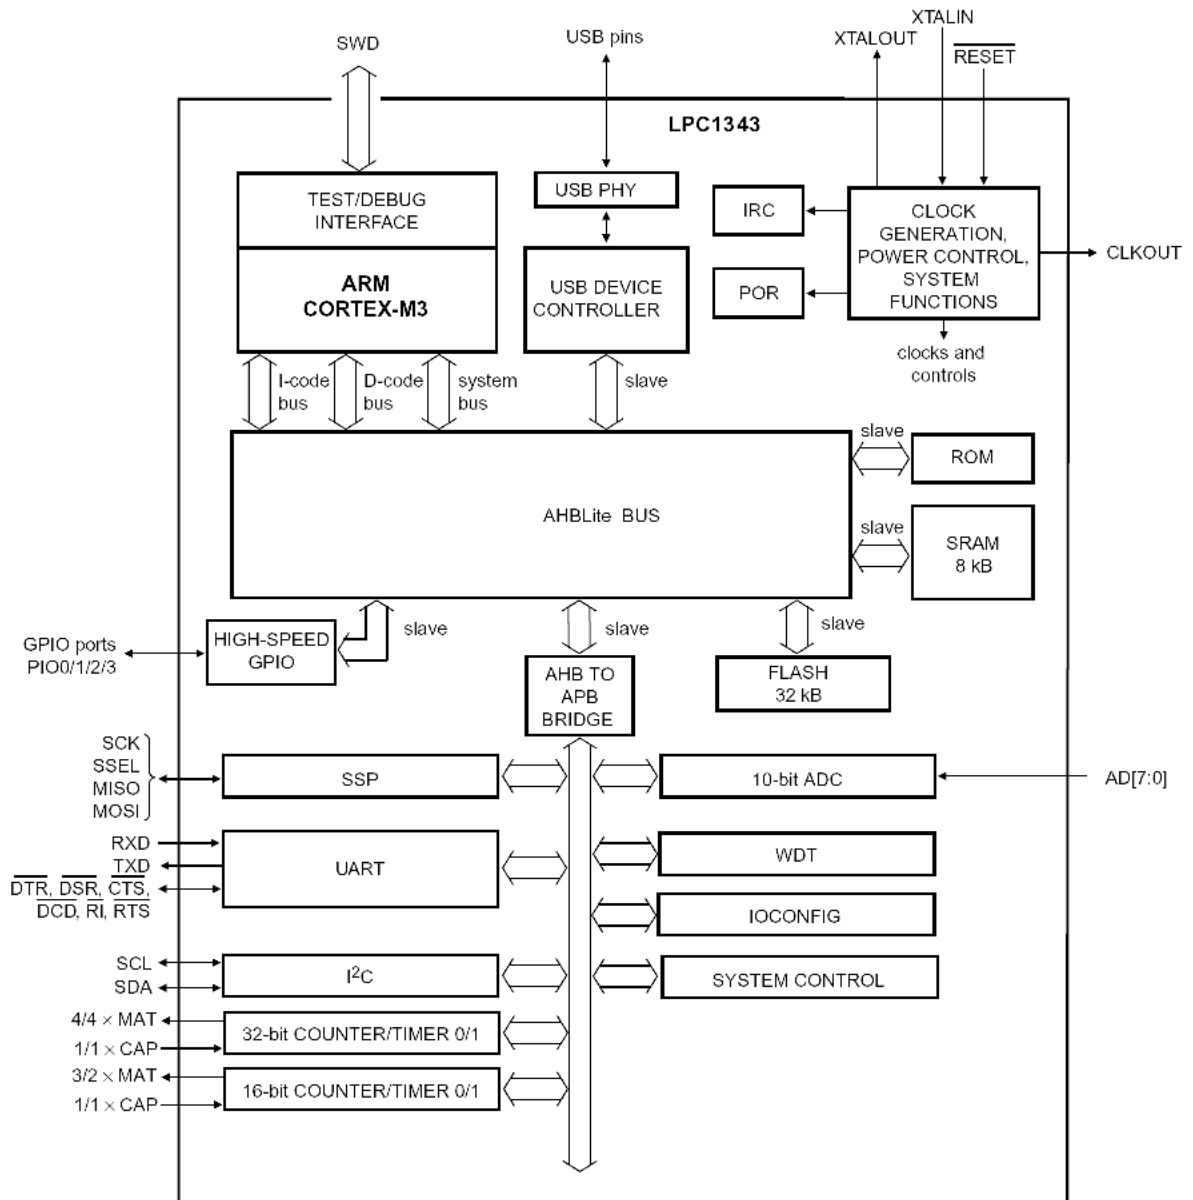 XTALIN
SWD
USB pins
XTALOUT
RESET
LPC1343
TEST/DEBUG
INTERFACE
USB PHY
IRC
CLOCK
GENERATION,
POWER CONTROL,
SYSTEM
FUNCTIONS
CLKOUT
ARM
CORTEX-M3
USB DEVICE
CONTROLLER
POR
clocks and
controls
I-code
bus
D-code
bus
system
bus
slave
slave
ROM
AHBLite BUS
slave
SRAM
8 kB
GPIO ports
PIO0/1/2/3
HIGH-SPEED
GPIO
slave
slave
slave
AHB TO
APB
BRIDGE
FLASH
32 kB
SCK
SSEL
MISO
MOSI
SSP
10-bit ADC
AD[7:0]
RXD
TXD
DTR, DSR, CTS,
DCD, RI, RTS
UART
WDT
IOCONFIG
SCL
SDA
I²C
SYSTEM CONTROL
4/4 × MAT
1/1 × CAP
32-bit COUNTER/TIMER 0/1
3/2 × MAT
1/1 × CAP
16-bit COUNTER/TIMER 0/1